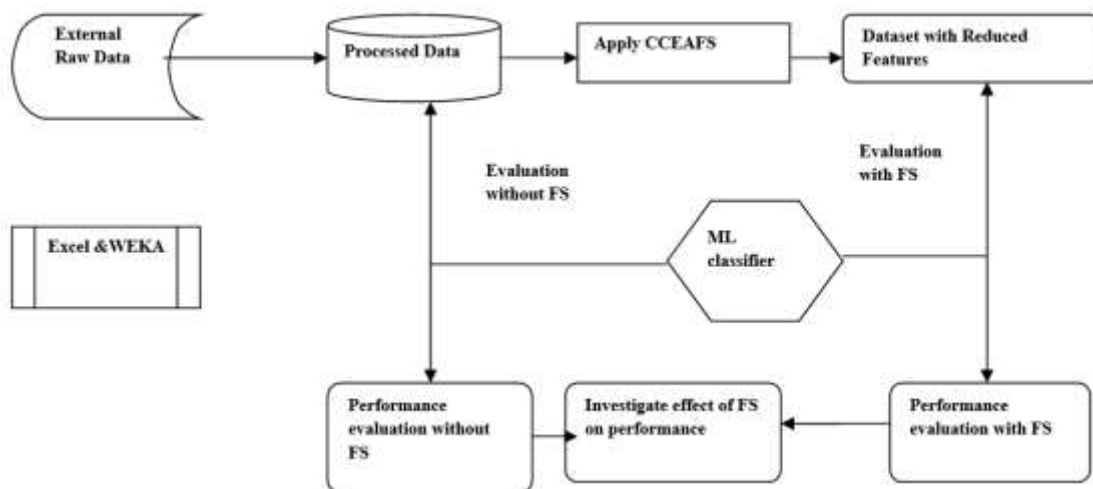 External
Raw Data
Processed Data
Apply CCEAFS
Dataset with Reduced
Features
Evaluation
without FS
Evaluation
with FS
Excel &WEKA
ML
classifier
Performance
evaluation without
FS
Investigate effect of FS
on performance
Performance
evaluation with FS